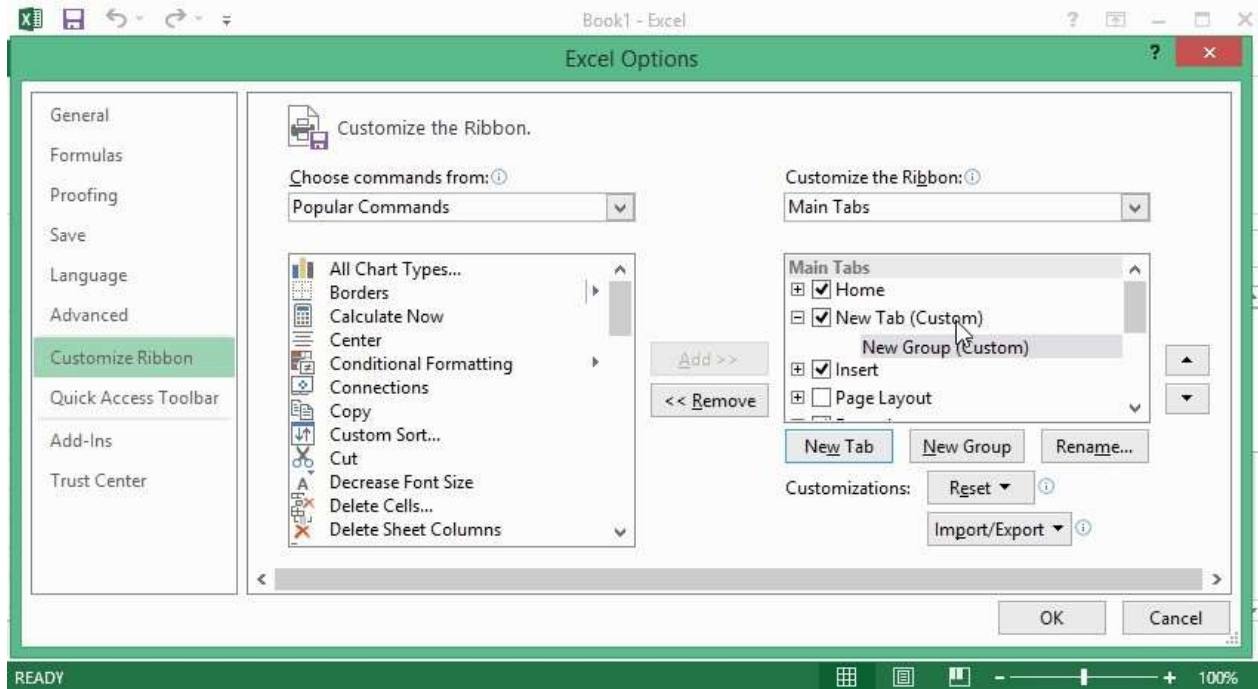 Book1 - Excel
?
Excel Options
?
General
Formulas
Proofing
Save
Language
Advanced
Customize Ribbon
Quick Access Toolbar
Add-Ins
Trust Center
Customize the Ribbon.
Choose commands from:
Popular Commands
All Chart Types...
Borders
Calculate Now
Center
Conditional Formatting
Connections
Copy
Custom Sort...
Cut
Decrease Font Size
Delete Cells...
Delete Sheet Columns
Add >>
<< Remove
Customize the Ribbon:
Main Tabs
Main Tabs
Home
New Tab (Custom)
New Group (Custom)
Insert
Page Layout
New Tab New Group Rename...
Customizations: Reset
Import/Export
OK Cancel
READY 100%